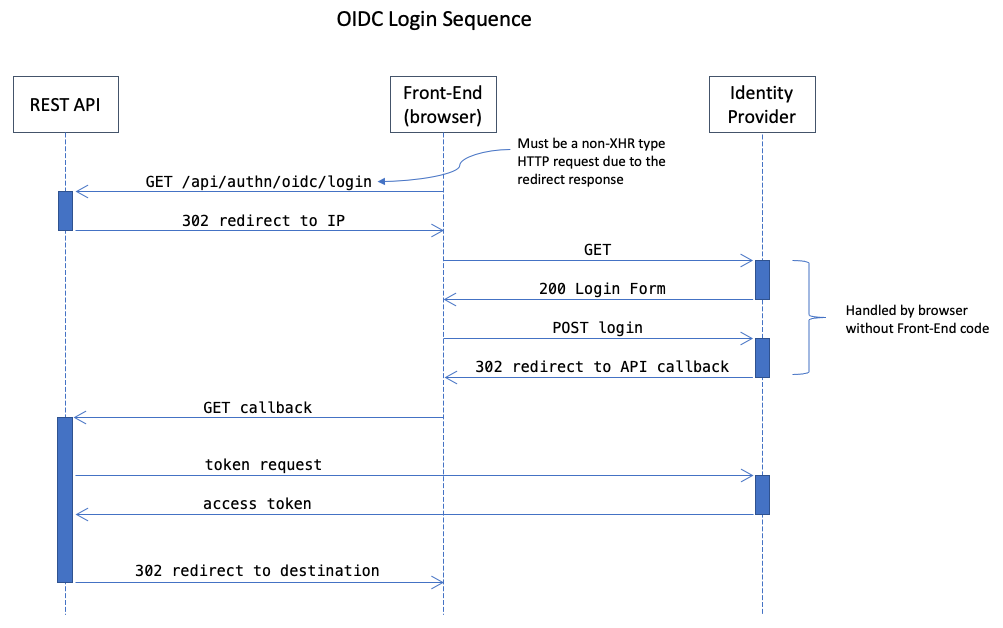 OIDC Login Sequence
REST API
Front-End
(browser)
Identity
Provider
Must be a non-XHR type
HTTP request due to the
redirect response
GET /api/authn/oidc/login
302 redirect to IP
GET
200 Login Form
Handled by browser
without Front-End code
POST login
302 redirect to API callback
GET callback
token request
access token
302 redirect to destination